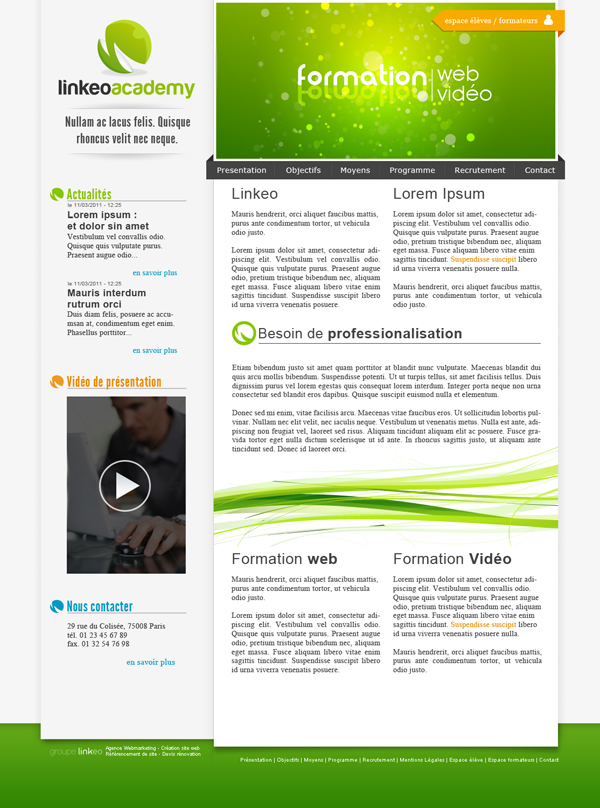 linkeoacademy
Nullam ac lacus felis. Quisque
rhoncus velit nec neque.
espace élèves / formateurs
formation
web
vidéo
Presentation
Objectifs
Moyens
Programme
Recrutement
Contact
Actualités
le 11/03/2011 - 12:25
Lorem ipsum :
et dolor sin amet
Vestibulum vel convallis odio.
Quisque quis vulputate purus.
Praesent augue odio...
en savoir plus
le 11/03/2011 - 12:25
Mauris interdum
rutrum orci
Duis diam felis, posuere ac accu-
msan at, condimentum eget enim.
Phasellus porttitor...
en savoir plus
Vidéo de présentation
Nous contacter
29 rue du Colisée, 75008 Paris
tél. 01 23 45 67 89
fax. 01 32 54 76 98
en savoir plus
Linkeo
Mauris hendrerit, orci aliquet faucibus mattis,
purus ante condimentum tortor, ut vehicula
odio justo.
Lorem ipsum dolor sit amet, consectetur adi-
piscing elit. Vestibulum vel convallis odio.
Quisque quis vulputate purus. Praesent augue
odio, pretium tristique bibendum nec, aliquam
eget massa. Fusce aliquam libero vitae enim
sagittis tincidunt. Suspendisse suscipit libero
id urna viverra venenatis posuere.
Lorem Ipsum
Lorem ipsum dolor sit amet, consectetur adi-
piscing elit. Vestibulum vel convallis odio.
Quisque quis vulputate purus. Praesent augue
odio, pretium tristique bibendum nec, aliquam
eget massa. Fusce aliquam libero vitae enim
sagittis tincidunt. Suspendisse suscipit libero
id urna viverra venenatis posuere nulla.
Mauris hendrerit, orci aliquet faucibus mattis,
purus ante condimentum tortor, ut vehicula
odio justo.
Besoin de professionalisation
Etiam bibendum justo sit amet quam porttitor at blandit nunc vulputate. Maecenas blandit dui
quis arcu mollis bibendum. Suspendisse potenti. Ut ut turpis tellus, sit amet facilisis tellus. Duis
dignissim purus vel lorem egestas quis consequat lorem interdum. Integer porta neque non urna
consectetur sed blandit eros dapibus. Quisque suscipit euismod nulla et elementum.
Donec sed mi enim, vitae facilisis arcu. Maecenas vitae faucibus eros. Ut sollicitudin lobortis pul-
vinar. Nullam nec elit velit, nec iaculis neque. Vestibulum ut venenatis metus. Nulla est ante, adi-
piscing non feugiat vel, laoreet sed risus. Aliquam tincidunt aliquam elit ac posuere. Fusce gra-
vida tortor eget nulla dictum scelerisque ut id ante. In rhoncus sagittis justo, ut aliquam ante
tincidunt sed. Donec id laoreet orci.
Formation web
Mauris hendrerit, orci aliquet faucibus mattis,
purus ante condimentum tortor, ut vehicula
odio justo.
Lorem ipsum dolor sit amet, consectetur adi-
piscing elit. Vestibulum vel convallis odio.
Quisque quis vulputate purus. Praesent augue
odio, pretium tristique bibendum nec, aliquam
eget massa. Fusce aliquam libero vitae enim
sagittis tincidunt. Suspendisse suscipit libero
id urna viverra venenatis posuere.
Formation Vidéo
Lorem ipsum dolor sit amet, consectetur adi-
piscing elit. Vestibulum vel convallis odio.
Quisque quis vulputate purus. Praesent augue
odio, pretium tristique bibendum nec, aliquam
eget massa. Fusce aliquam libero vitae enim
sagittis tincidunt. Suspendisse suscipit libero
id urna viverra venenatis posuere nulla.
Mauris hendrerit, orci aliquet faucibus mattis,
purus ante condimentum tortor, ut vehicula
odio justo.
groupe linkeo
Agence Webmarketing - Création site web
Référencement de site - Devis rénovation
Présentation | Objectifs | Moyens | Programme | Recrutement | Mentions Légales | Espace élève | Espace formateurs | Contact